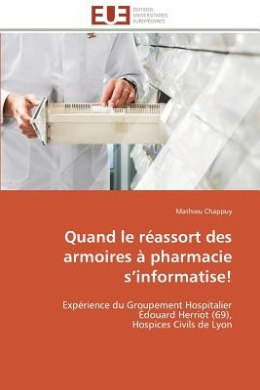 EUE
ÉDITIONS
UNIVERSITAIRES
EUROPÉENNES
Mathieu Chappuy
Quand le réassort des
armoires à pharmacie
s'informatise!
Expérience du Groupement Hospitalier
Édouard Herriot (69),
Hospices Civils de Lyon